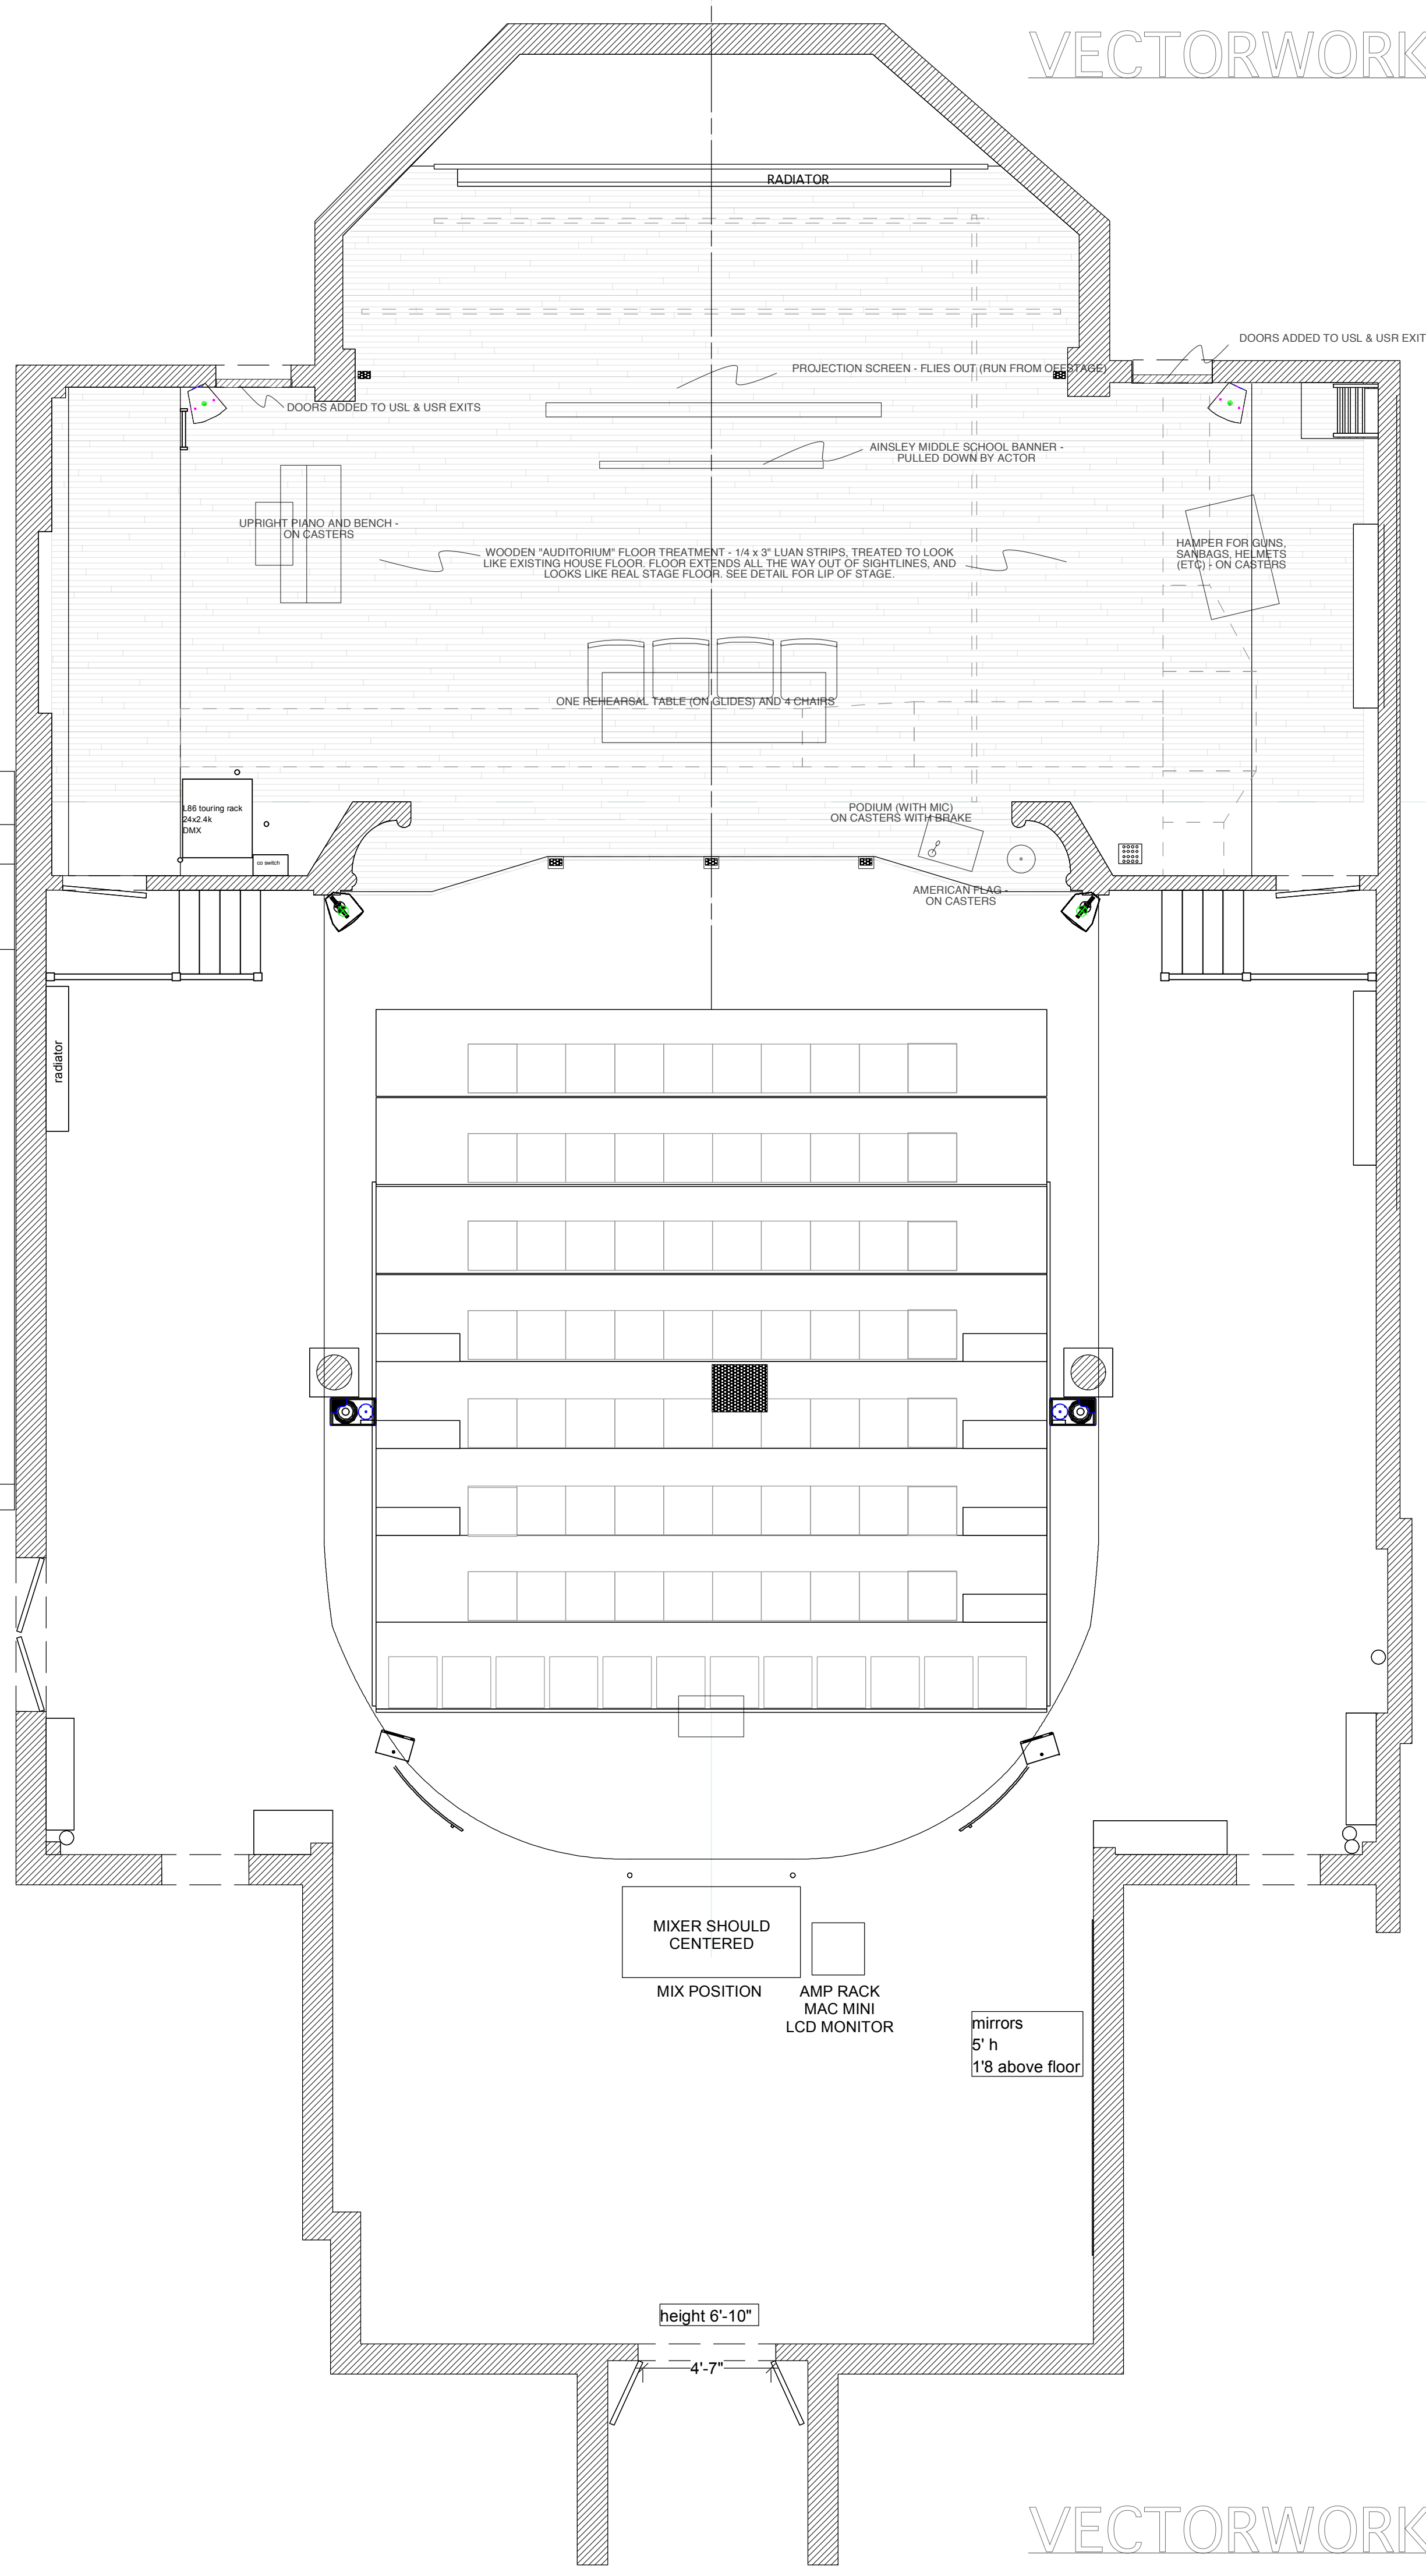 VECTORWORK
RADIATOR
DOORS ADDED TO USL & USR EXIT
PROJECTION SCREEN - FLIES OUT (RUN FROM OFFSTAGE)
DOORS ADDED TO USL & USR EXITS
AINSLEY MIDDLE SCHOOL BANNER -
PULLED DOWN BY ACTOR
UPRIGHT PIANO AND BENCH -
ON CASTERS
WOODEN "AUDITORIUM" FLOOR TREATMENT - 1/4 x 3" LUAN STRIPS, TREATED TO LOOK
LIKE EXISTING HOUSE FLOOR. FLOOR EXTENDS ALL THE WAY OUT OF SIGHTLINES, AND
LOOKS LIKE REAL STAGE FLOOR. SEE DETAIL FOR LIP OF STAGE.
HAMPER FOR GUNS,
SANBAGS, HELMETS
(ETC) - ON CASTERS
ONE REHEARSAL TABLE (ON GLIDES) AND 4 CHAIRS
L86 touring rack
24x2.4k
DMX
co switch
PODIUM (WITH MIC)
ON CASTERS WITH BRAKE
AMERICAN FLAG -
ON CASTERS
radiator
MIXER SHOULD
CENTERED
MIX POSITION
AMP RACK
MAC MINI
LCD MONITOR
mirrors
5' h
1'8 above floor
height 6'-10"
4'-7"
VECTORWORK